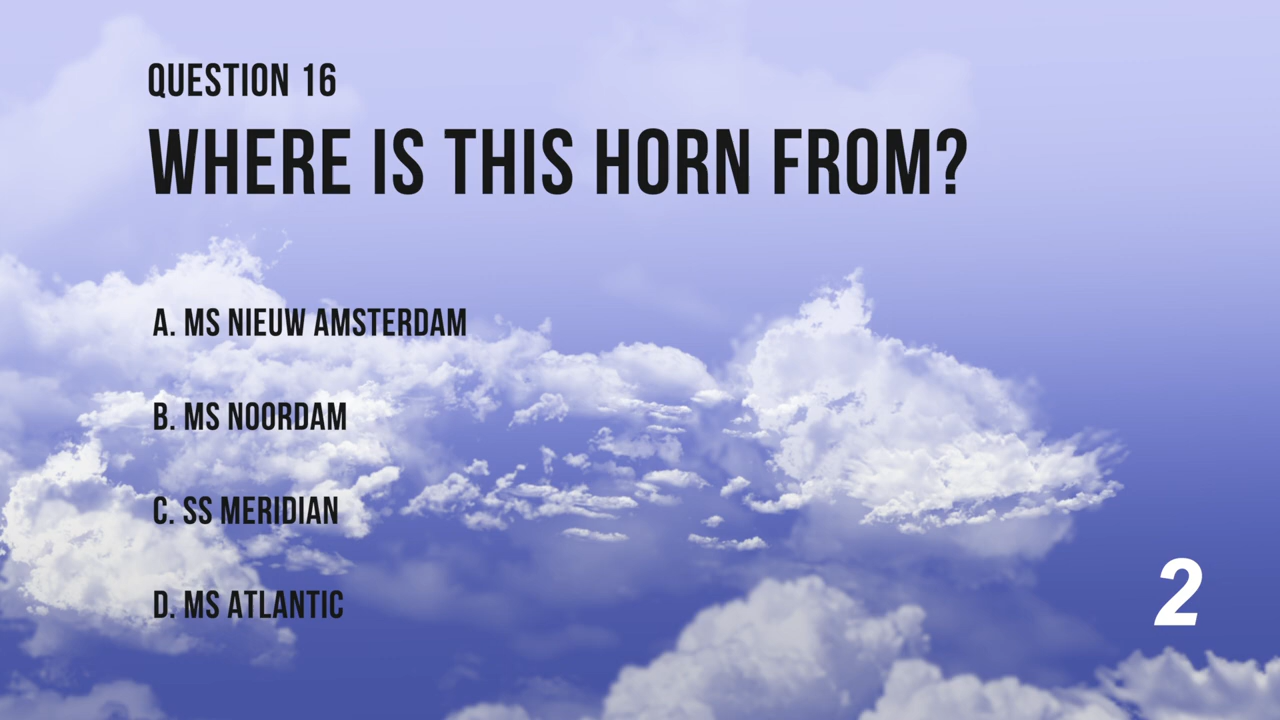 QUESTION 16
WHERE IS THIS HORN FROM?
A. MS NIEUW AMSTERDAM
B. MS NOORDAM
C. SS MERIDIAN
D. MS ATLANTIC
2